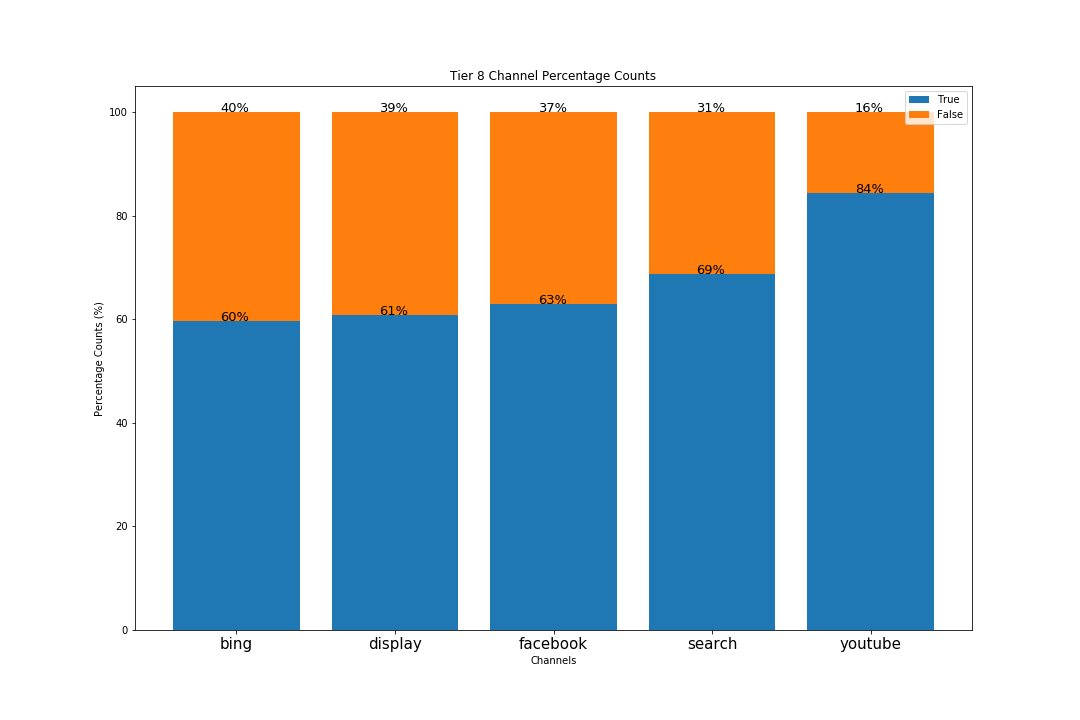 Tier 8 Channel Percentage Counts
True
False
40% 39% 37% 31% 16%
84%
69%
63%
61%
60%
100
80
60
40
20
0
Percentage Counts (%)
bing display facebook search youtube
Channels